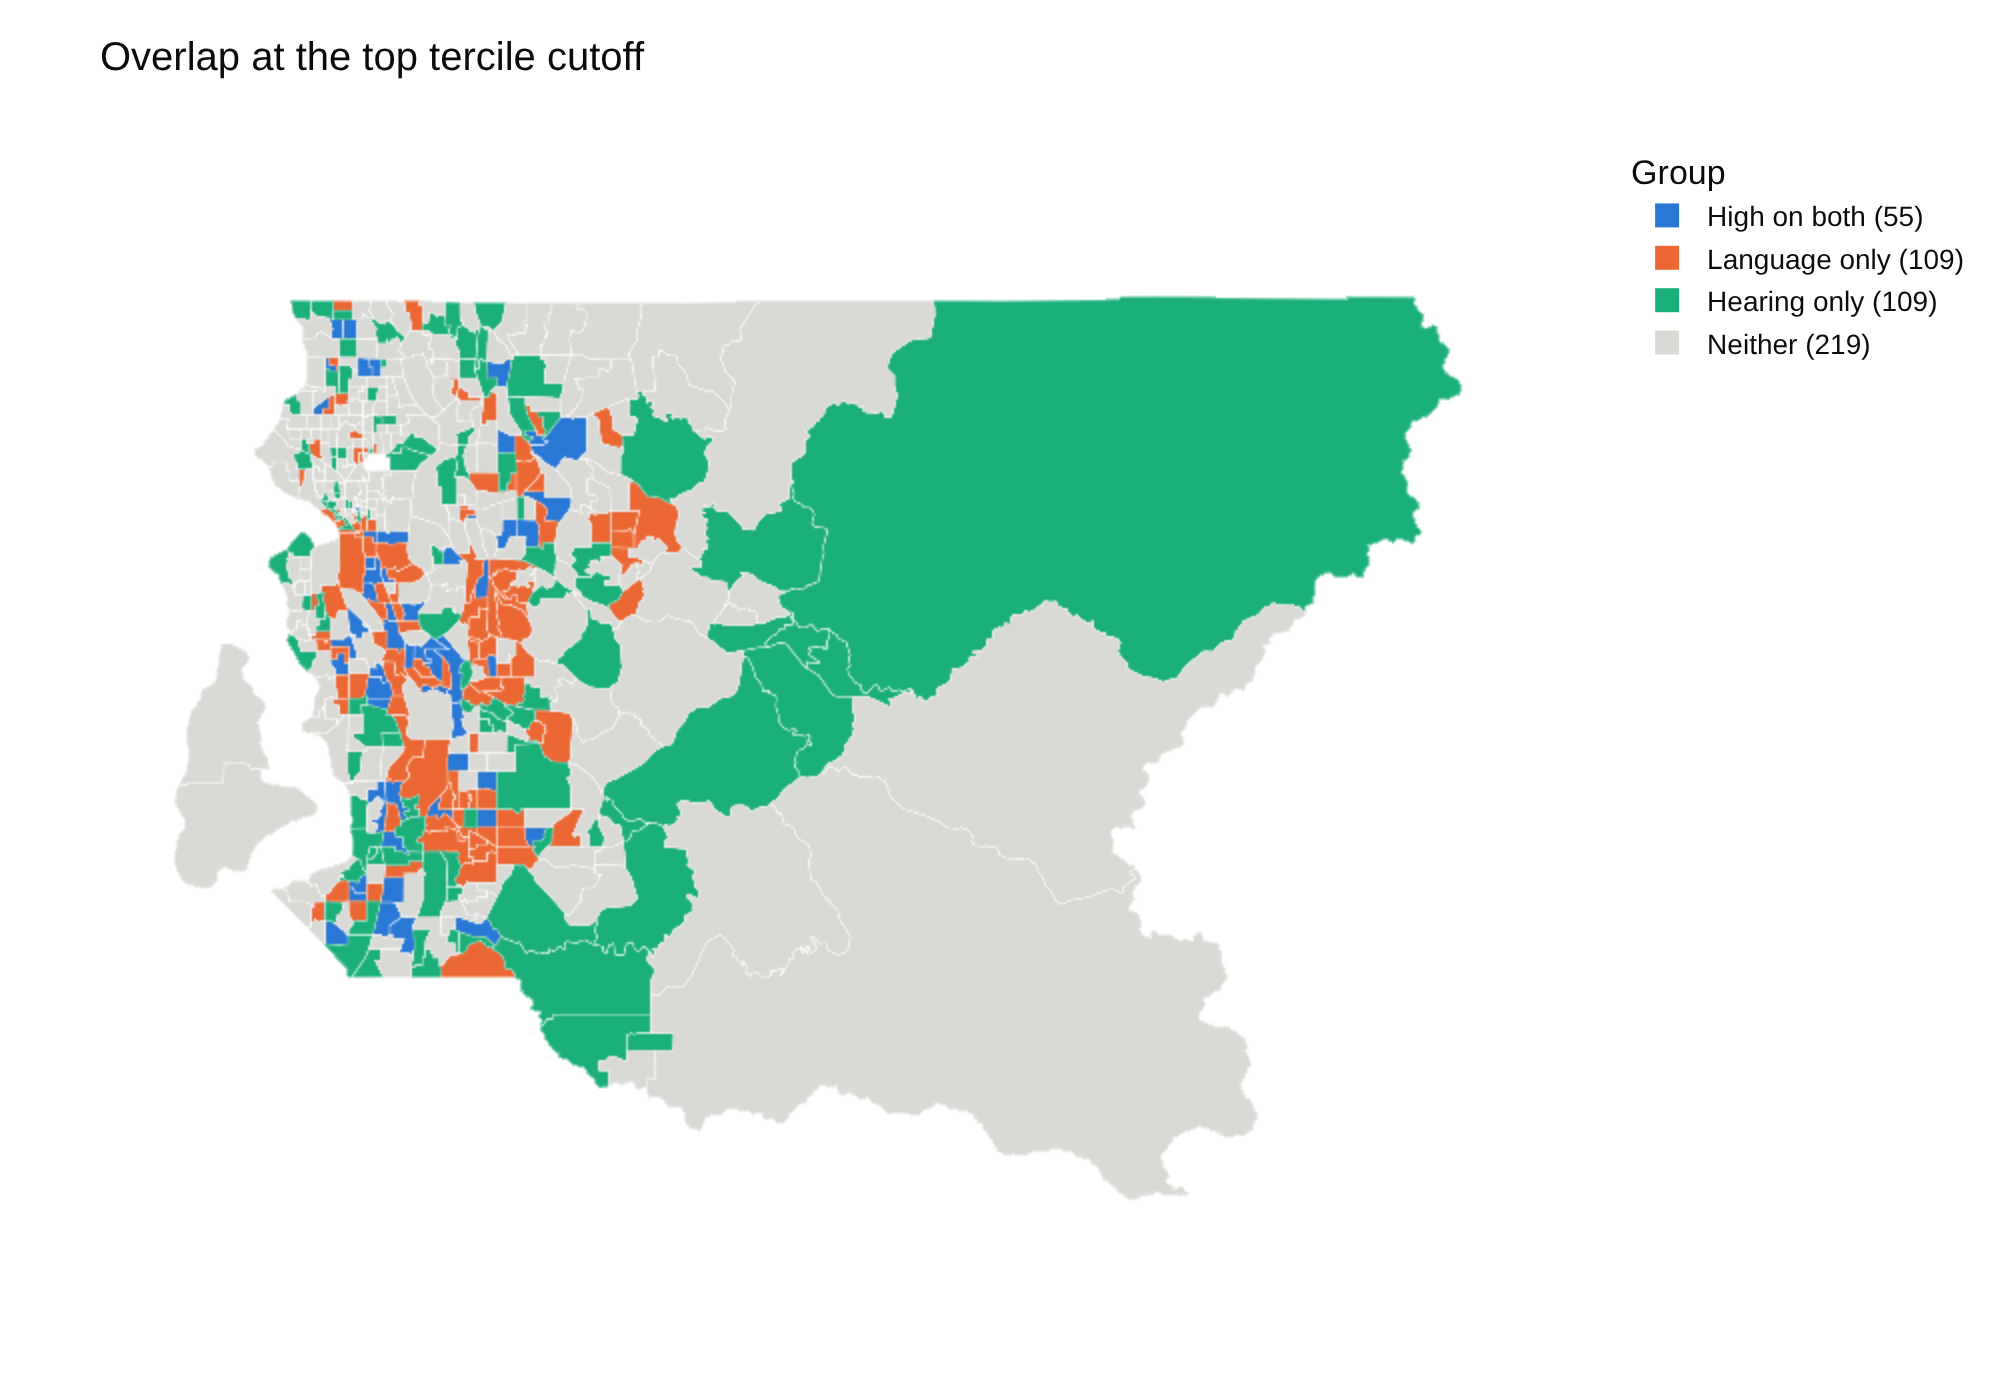 Overlap at the top tercile cutoff
Group
High on both (55)
Language only (109)
Hearing only (109)
Neither (219)